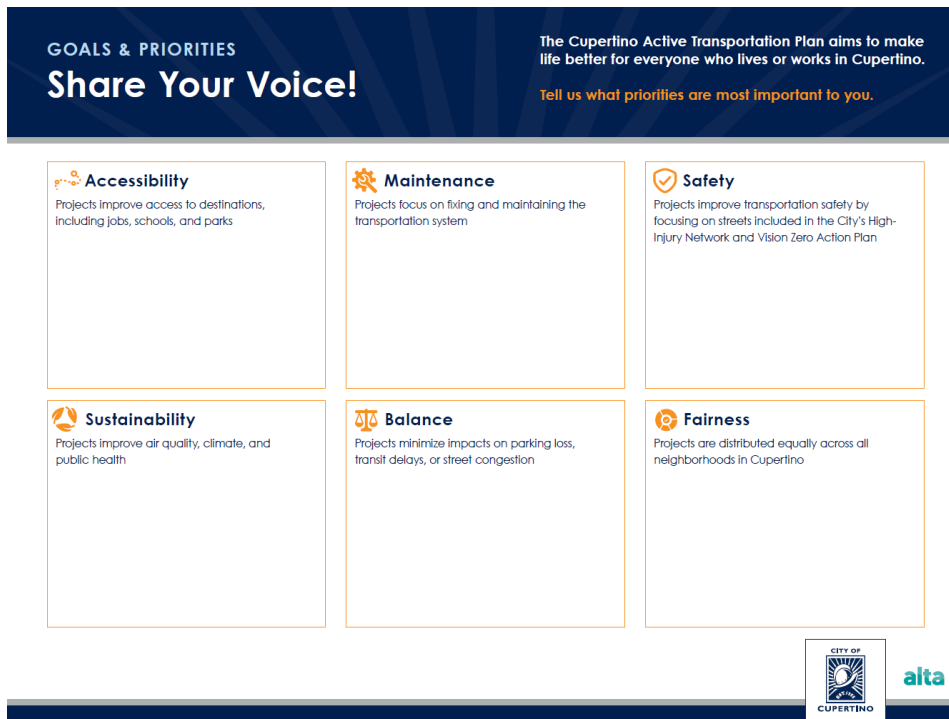 GOALS & PRIORITIES
Share Your Voice!
The Cupertino Active Transportation Plan aims to make
life better for everyone who lives or works in Cupertino.
Tell us what priorities are most important to you.
Accessibility
Projects improve access to destinations,
including jobs, schools, and parks
Maintenance
Projects focus on fixing and maintaining the
transportation system
Safety
Projects improve transportation safety by
focusing on streets included in the City's High-
Injury Network and Vision Zero Action Plan
Sustainability
Projects improve air quality, climate, and
public health
Balance
Projects minimize impacts on parking loss,
transit delays, or street congestion
Fairness
Projects are distributed equally across all
neighborhoods in Cupertino
CITY OF
CUPERTINO
alta